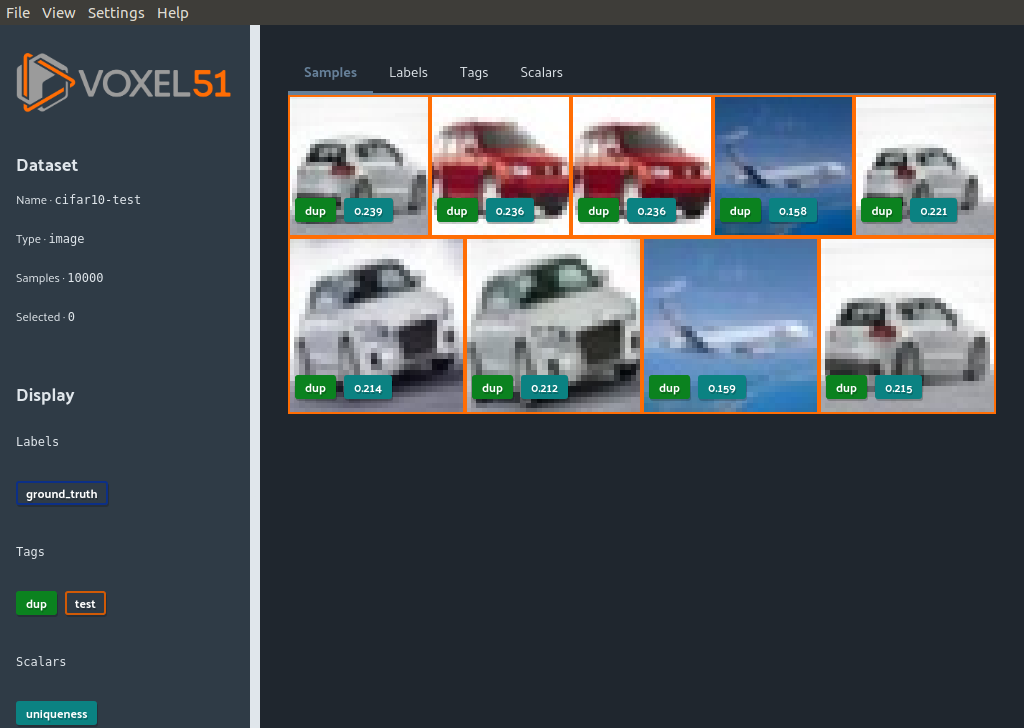 File View Settings Help
VOXEL51
Dataset
Name · cifar10-test
Type · image
Samples · 10000
Selected · 0
Display
Labels
ground_truth
Tags
dup test
Scalars
uniqueness
Samples Labels Tags Scalars
dup 0.239 dup 0.236 dup 0.236 dup 0.158 dup 0.221
dup 0.214 dup 0.212 dup 0.159 dup 0.215